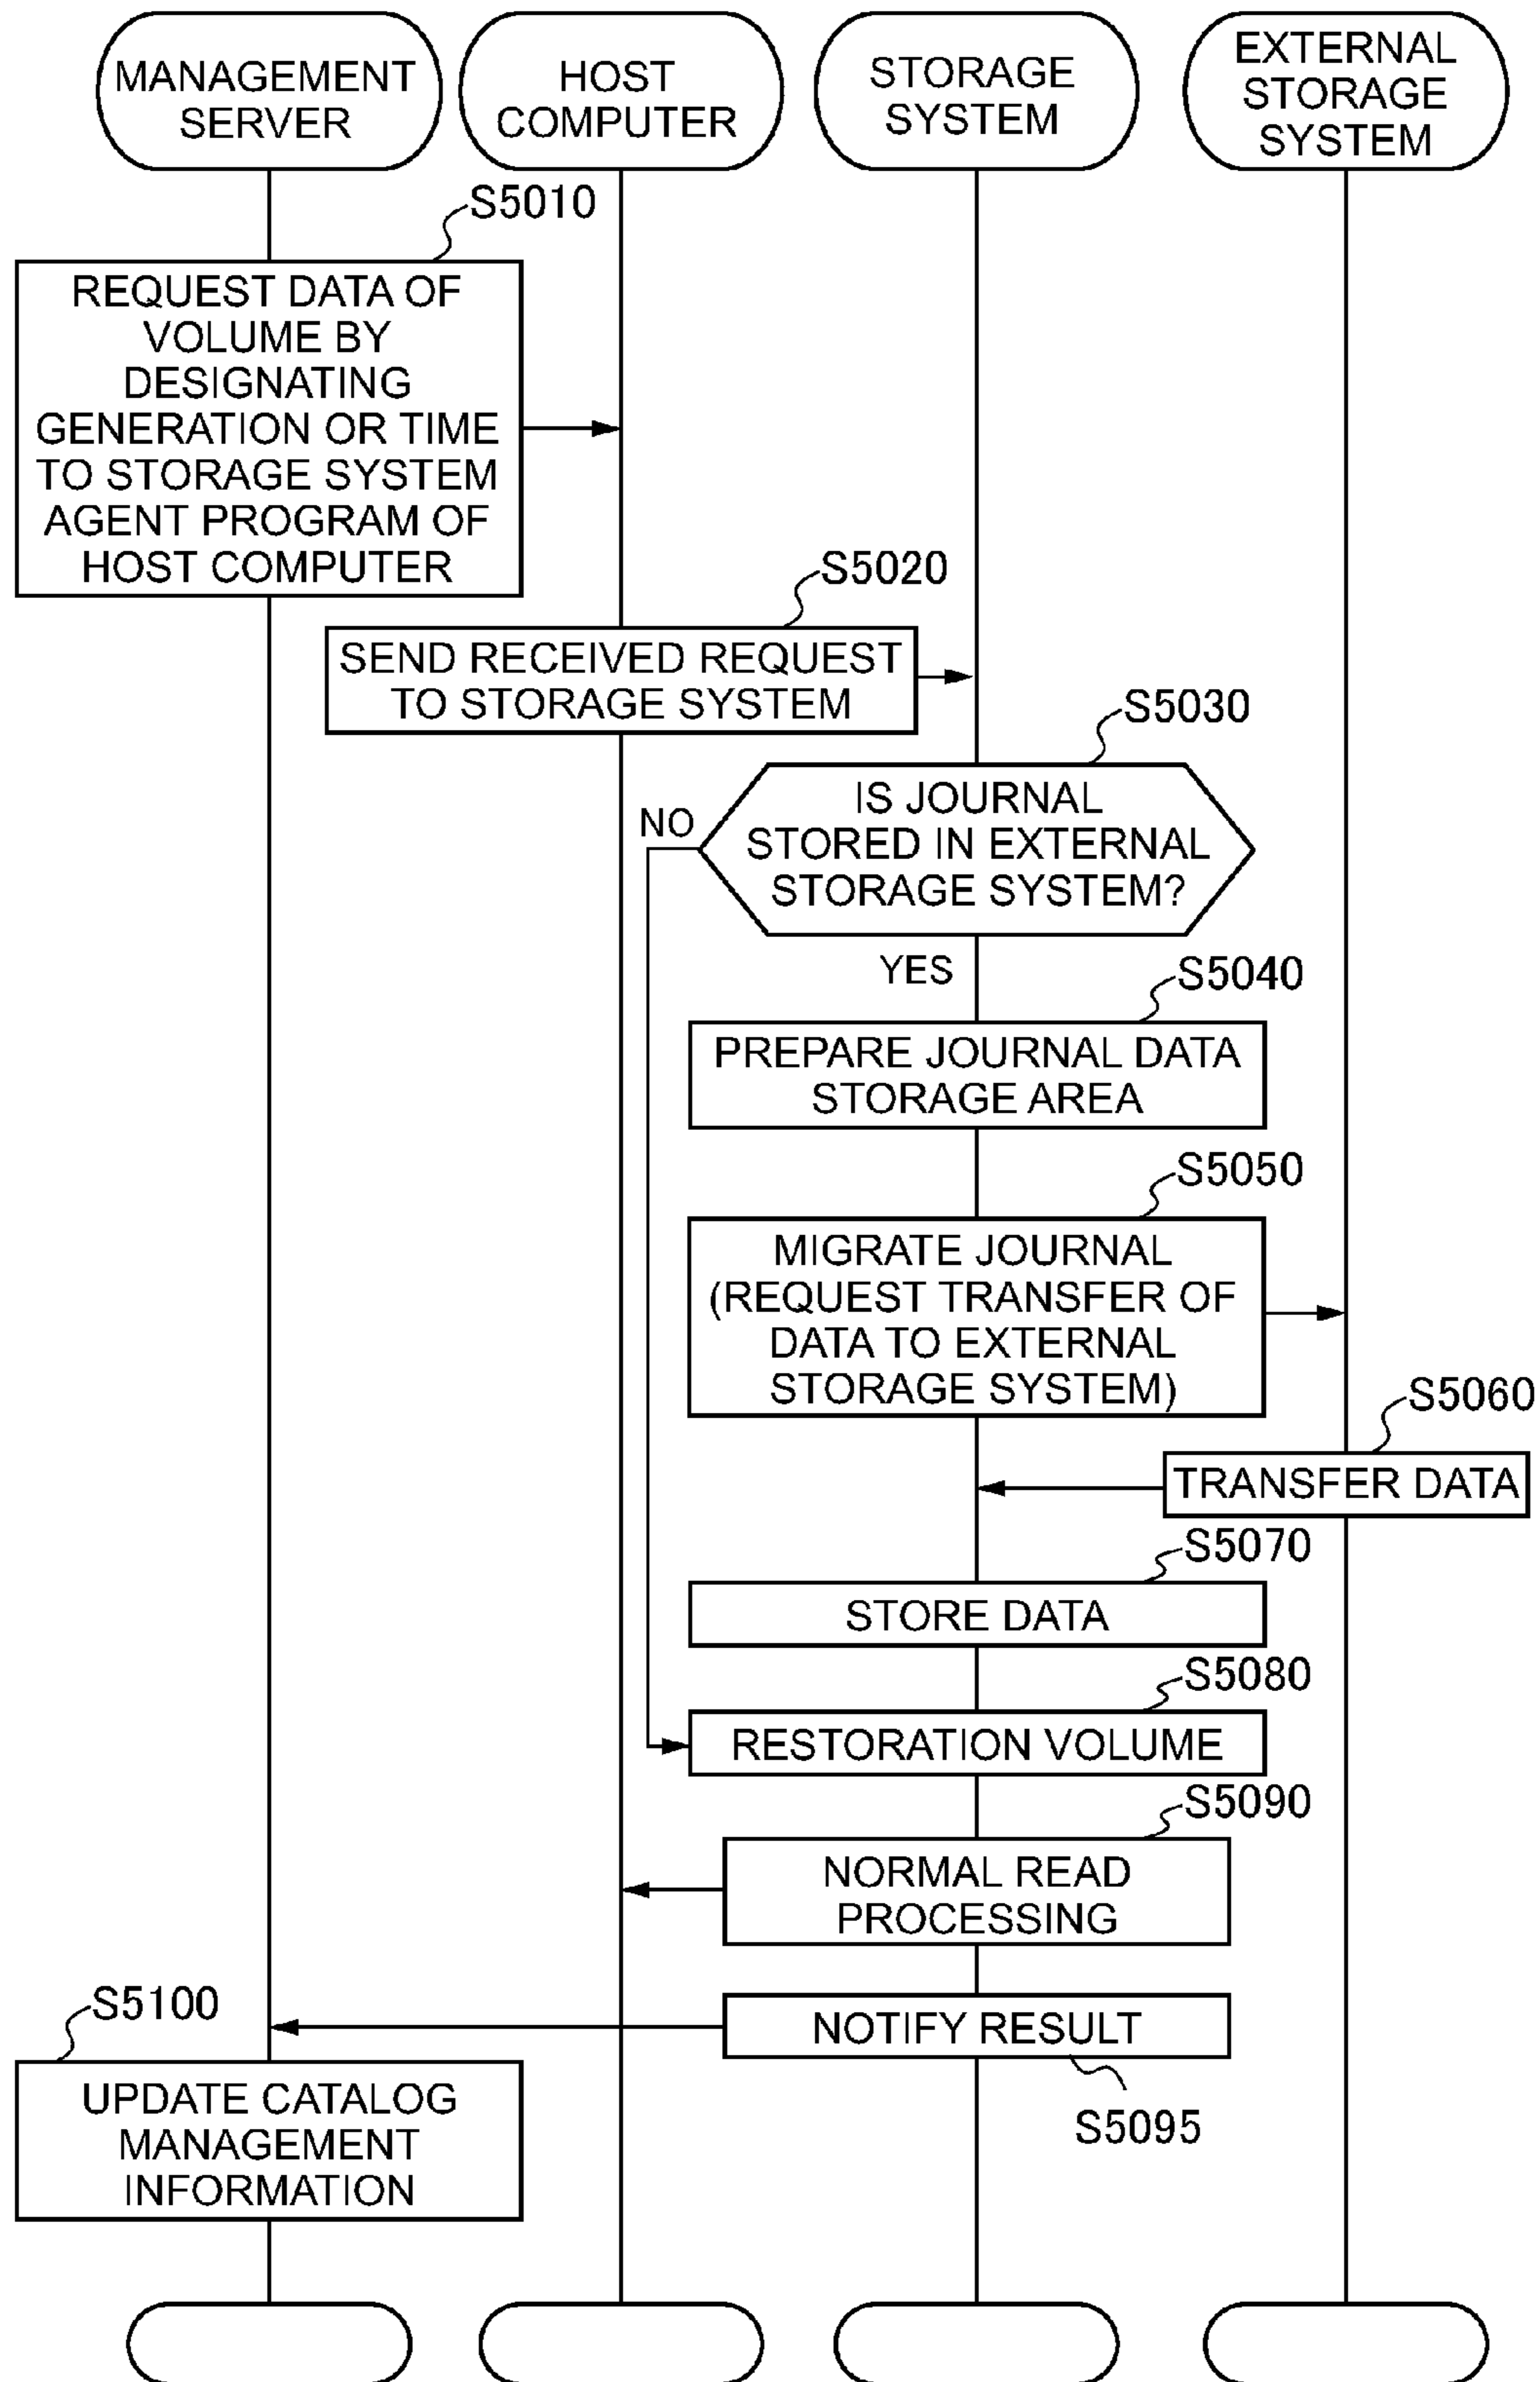 MANAGEMENT
SERVER
HOST
COMPUTER
STORAGE
SYSTEM
EXTERNAL
STORAGE
SYSTEM
S5010
REQUEST DATA OF
VOLUME BY
DESIGNATING
GENERATION OR TIME
TO STORAGE SYSTEM
AGENT PROGRAM OF
HOST COMPUTER
S5020
SEND RECEIVED REQUEST
TO STORAGE SYSTEM
S5030
IS JOURNAL
STORED IN EXTERNAL
STORAGE SYSTEM?
NO
YES
S5040
PREPARE JOURNAL DATA
STORAGE AREA
S5050
MIGRATE JOURNAL
(REQUEST TRANSFER OF
DATA TO EXTERNAL
STORAGE SYSTEM)
S5060
TRANSFER DATA
S5070
STORE DATA
S5080
RESTORATION VOLUME
S5090
NORMAL READ
PROCESSING
NOTIFY RESULT
S5095
S5100
UPDATE CATALOG
MANAGEMENT
INFORMATION